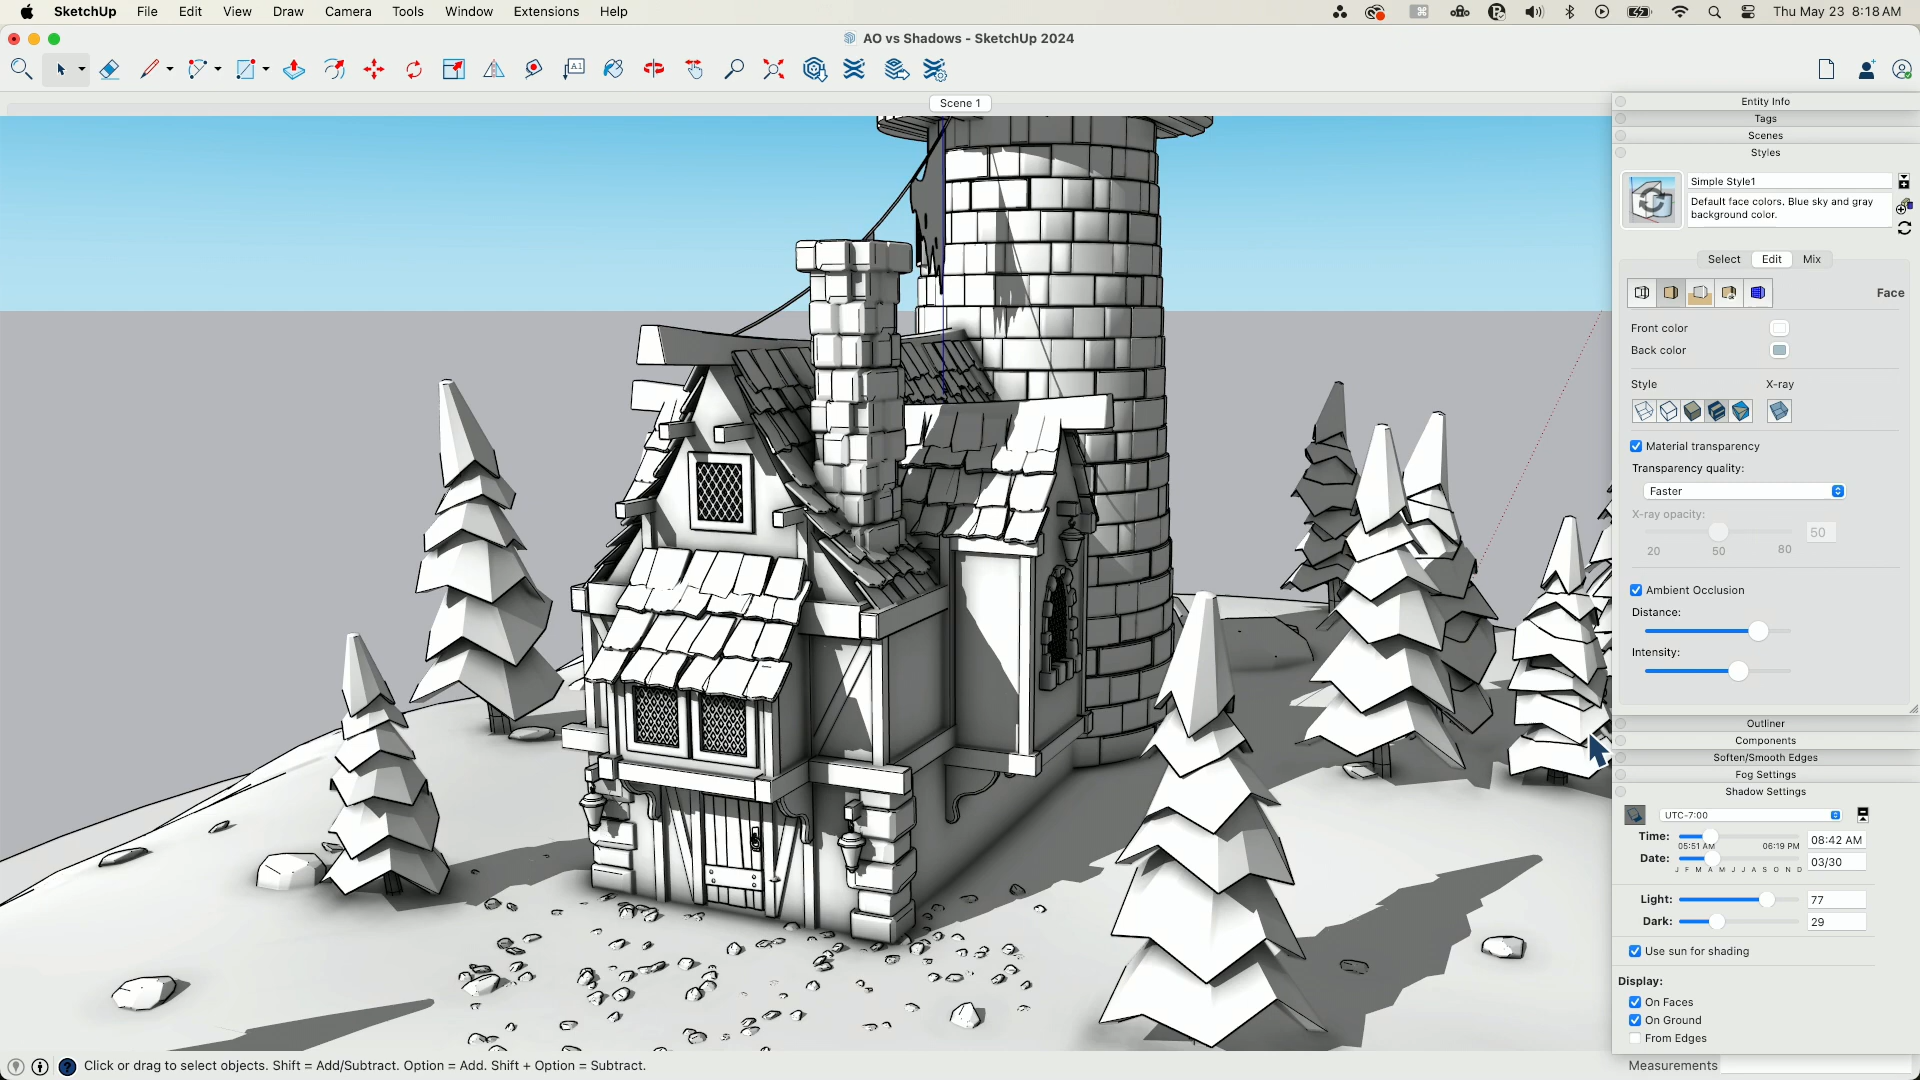 SketchUp File Edit View Draw Camera Tools Window Extensions Help Thu May 23 8:18 AM
AO vs Shadows - SketchUp 2024
A1
Scene 1
Entity Info
Tags
Scenes
Styles
Simple Style1
Default face colors. Blue sky and gray
background color.
Select Edit Mix
Face
Front color
Back color
Style X-ray
Material transparency
Transparency quality:
Faster
X-ray opacity:
50
20 50 80
Ambient Occlusion
Distance:
Intensity:
Outliner
Components
Soften/Smooth Edges
Fog Settings
Shadow Settings
UTC-7:00
Time: 08:42 AM
05:51 AM 06:19 PM
Date: 03/30
J F M A M J J A S O N D
Light: 77
Dark: 29
Use sun for shading
Display:
On Faces
On Ground
From Edges
Click or drag to select objects. Shift = Add/Subtract. Option = Add. Shift + Option = Subtract. Measurements